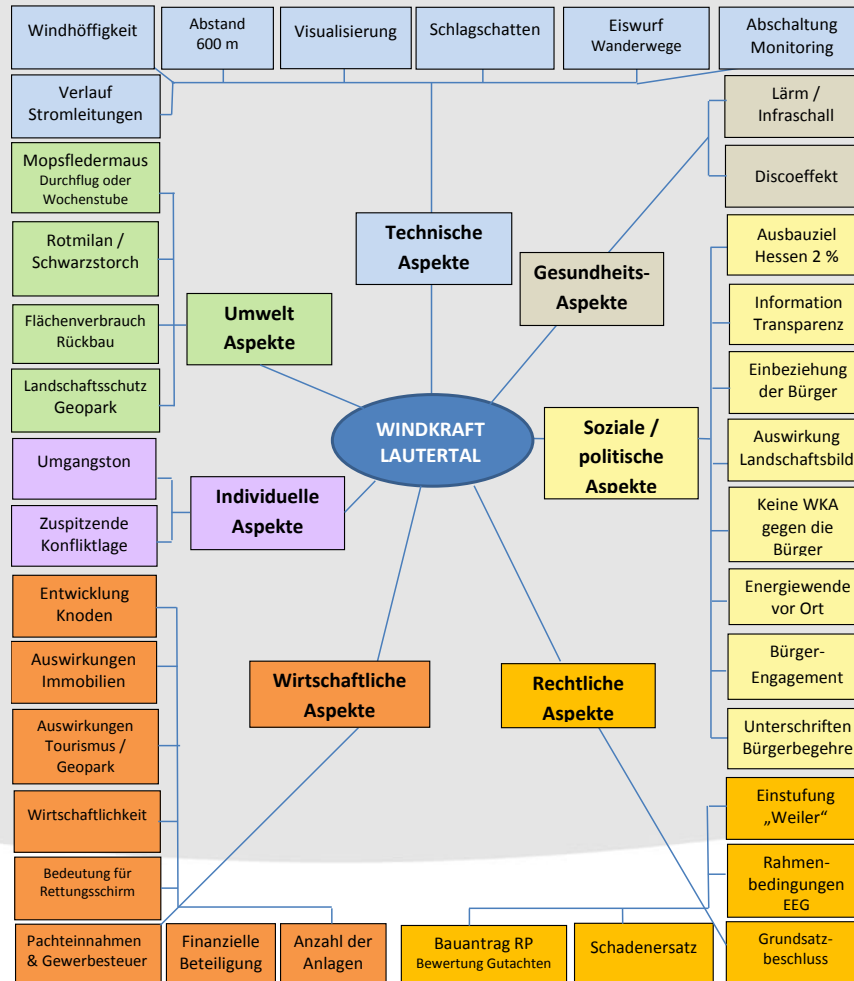 Windhöffigkeit
Abstand
600 m
Visualisierung
Schlagschatten
Eiswurf
Wanderwege
Abschaltung
Monitoring
Verlauf
Stromleitungen
Lärm /
Infraschall
Discoeffekt
Mopsfledermaus
Durchflug oder
Wochenstube
Rotmilan /
Schwarzstorch
Flächenverbrauch
Rückbau
Landschaftsschutz
Geopark
Technische
Aspekte
Gesundheits-
Aspekte
Umwelt
Aspekte
Ausbauziel
Hessen 2 %
Information
Transparenz
Einbeziehung
der Bürger
Auswirkung
Landschaftsbild
Keine WKA
gegen die
Bürger
Energiewende
vor Ort
Bürger-
Engagement
Unterschriften
Bürgerbegehre
WINDKRAFT
LAUTERTAL
Soziale /
politische
Aspekte
Umgangston
Zuspitzende
Konfliktlage
Individuelle
Aspekte
Entwicklung
Knoden
Auswirkungen
Immobilien
Auswirkungen
Tourismus /
Geopark
Wirtschaftlichkeit
Bedeutung für
Rettungsschirm
Pachteinnahmen
& Gewerbesteuer
Finanzielle
Beteiligung
Anzahl der
Anlagen
Wirtschaftliche
Aspekte
Rechtliche
Aspekte
Einstufung
„Weiler“
Rahmen-
bedingungen
EEG
Bauantrag RP
Bewertung Gutachten
Schadenersatz
Grundsatz-
beschluss